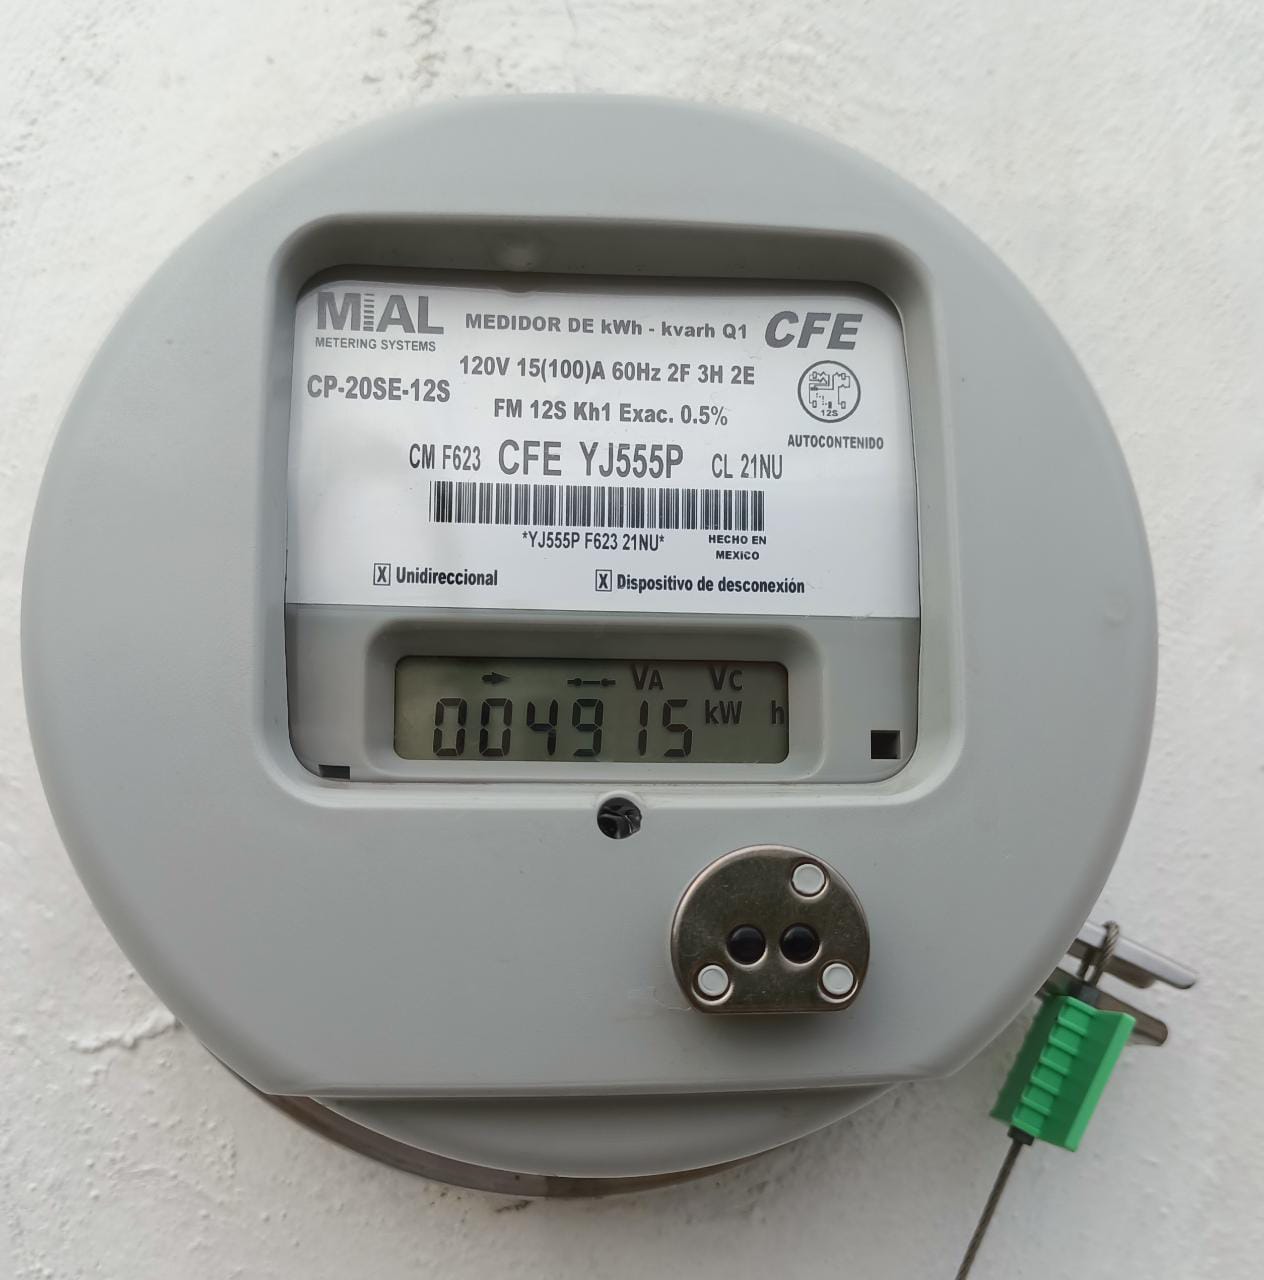 MIAL
METERING SYSTEMS
MEDIDOR DE kWh - kvarh Q1
CFE
120V 15(100)A 60Hz 2F 3H 2E
CP-20SE-12S
FM 12S Kh1 Exac. 0.5%
12S
AUTOCONTENIDO
CM F623 CFE YJ555P CL 21NU
*YJ555P F623 21NU*
HECHO EN
MEXICO
X Unidireccional
X Dispositivo de desconexión
VA VC
004915 kW h